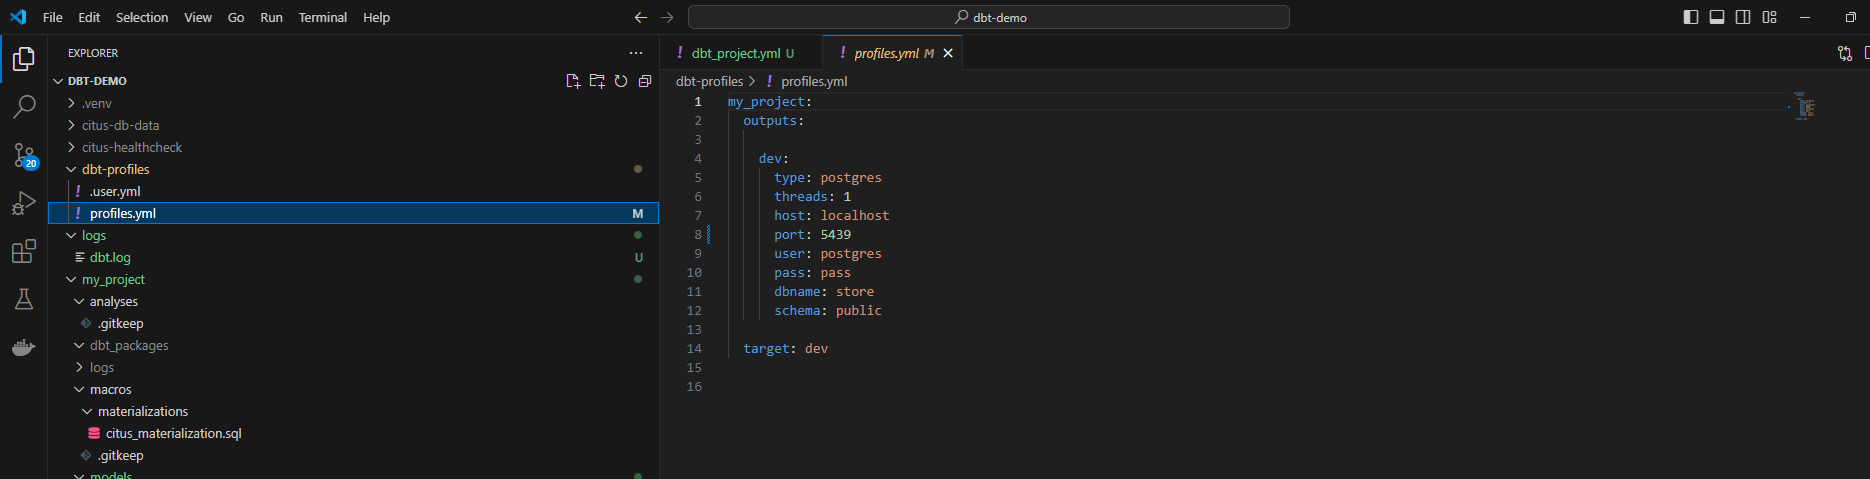 File Edit Selection View Go Run Terminal Help
dbt-demo
EXPLORER
DBT-DEMO
.venv
citus-db-data
citus-healthcheck
dbt-profiles
.user.yml
profiles.yml M
logs
dbt.log U
my_project
analyses
.gitkeep
dbt_packages
logs
macros
materializations
citus_materialization.sql
.gitkeep
models
20
dbt_project.yml U
profiles.yml M
dbt-profiles > profiles.yml
1 my_project:
2 outputs:
3
4 dev:
5 type: postgres
6 threads: 1
7 host: localhost
8 port: 5439
9 user: postgres
10 pass: pass
11 dbname: store
12 schema: public
13
14 target: dev
15
16